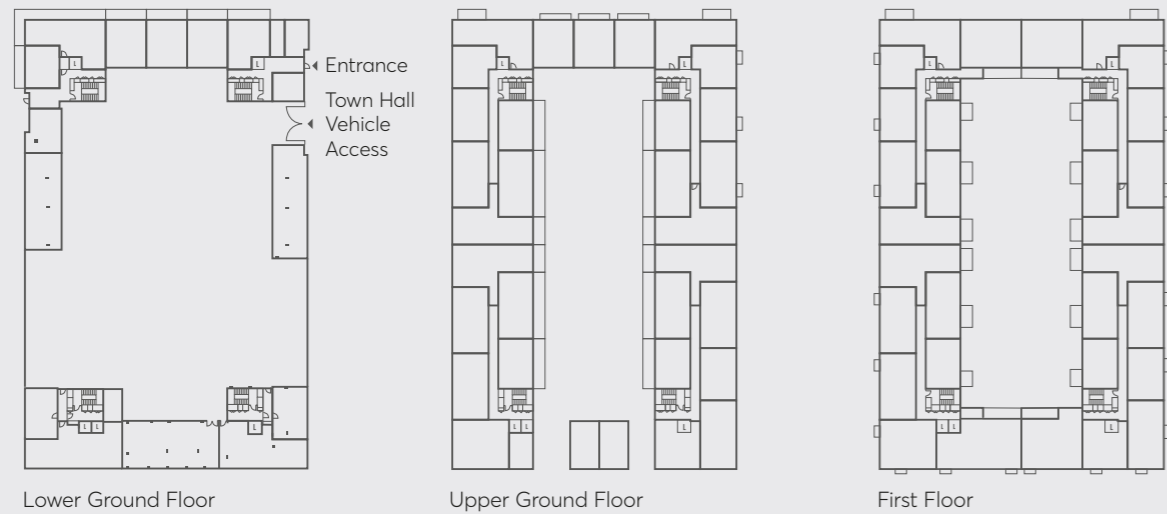 L
L
Entrance
Town Hall
Vehicle
Access
L
L
L
Lower Ground Floor
L
L
L
L
L
Upper Ground Floor
L
L
L
L
L
First Floor